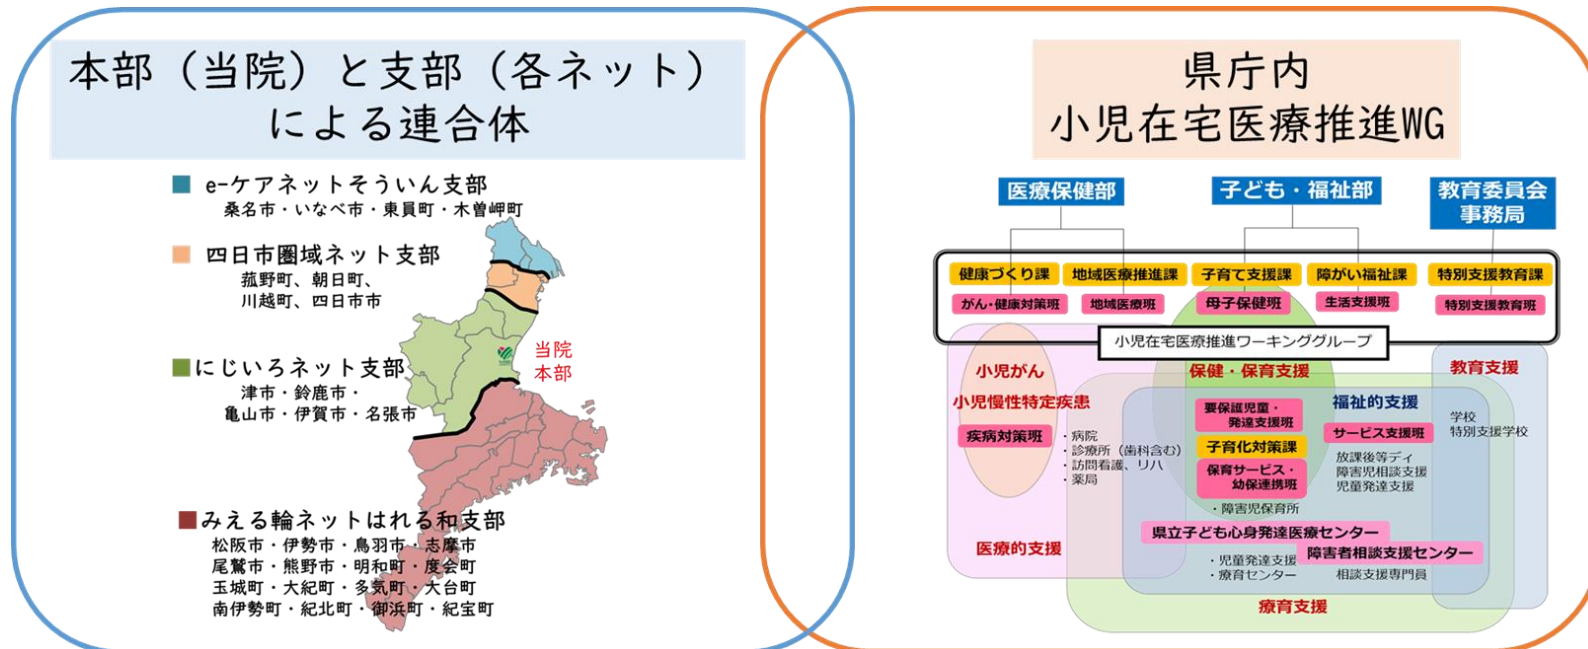 本部（当院）と支部（各ネット）
による連合体
e-ケアネットそういん支部
桑名市・いなべ市・東員町・木曽岬町
四日市圏域ネット支部
菰野町、朝日町、
川越町、四日市市
にじいろネット支部
津市・鈴鹿市・
亀山市・伊賀市・名張市
当院
本部
みえる輪ネットはれる和支部
松阪市・伊勢市・鳥羽市・志摩市
尾鷲市・熊野市・明和町・度会町
玉城町・大紀町・多気町・大台町
南伊勢町・紀北町・御浜町・紀宝町
県庁内
小児在宅医療推進WG
医療保健部
子ども・福祉部
教育委員会
事務局
健康づくり課
地域医療推進課
子育て支援課
障がい福祉課
特別支援教育課
がん・健康対策班
地域医療班
母子保健班
生活支援班
特別支援教育班
小児在宅医療推進ワーキンググループ
小児がん
小児慢性特定疾患
疾病対策班
・病院
・診療所（歯科含む）
・訪問看護、リハ
・薬局
医療的支援
保健・保育支援
要保護児童・
発達支援班
子育化対策課
保育サービス・
幼保連携班
・障害児保育所
福祉的支援
サービス支援班
放課後等ディ
障害児相談支援
児童発達支援
教育支援
学校
特別支援学校
県立子ども心身発達医療センター
障害者相談支援センター
・児童発達支援
・療育センター
相談支援専門員
療育支援